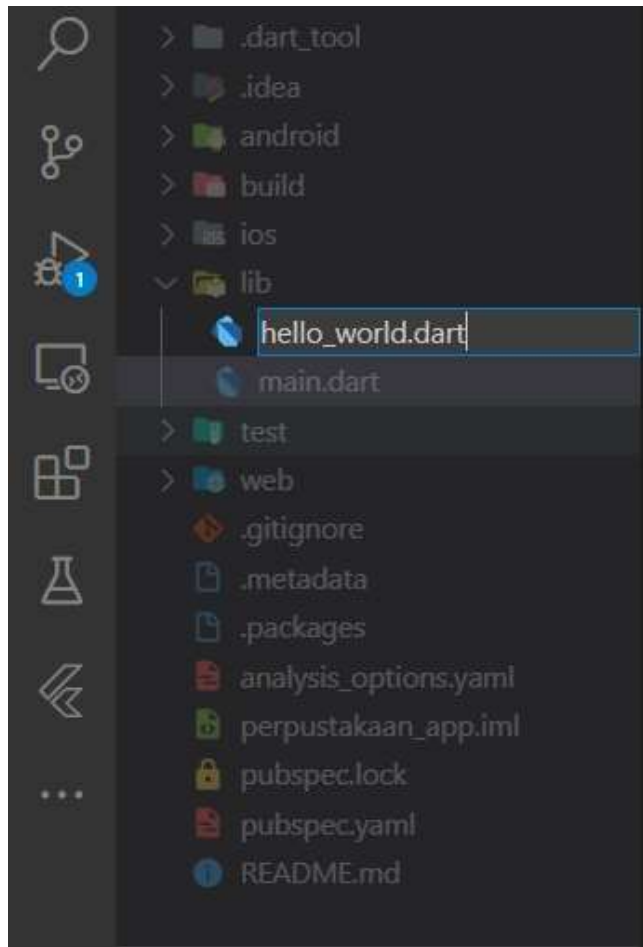 .dart_tool
.idea
android
build
ios
lib
1
hello_world.dart
main.dart
test
web
.gitignore
.metadata
.packages
analysis_options.yaml
perpustakaan_app.iml
pubspec.lock
pubspec.yaml
README.md